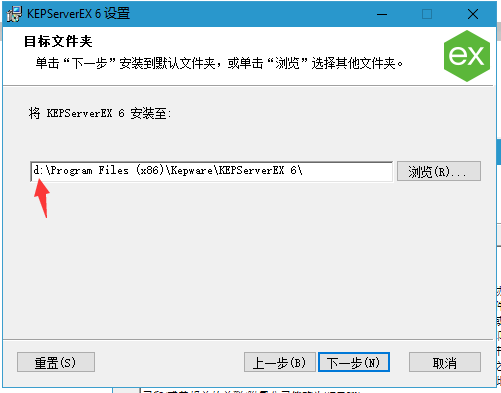 KEPServerEX 6 设置
目标文件夹
单击“下一步”安装到默认文件夹，或单击“浏览”选择其他文件夹。
ex
将 KEPServerEX 6 安装至:
d:\Program Files (x86)\Kepware\KEPServerEX 6\
浏览(R)...
重置(S)
上一步(B)
下一步(N)
取消